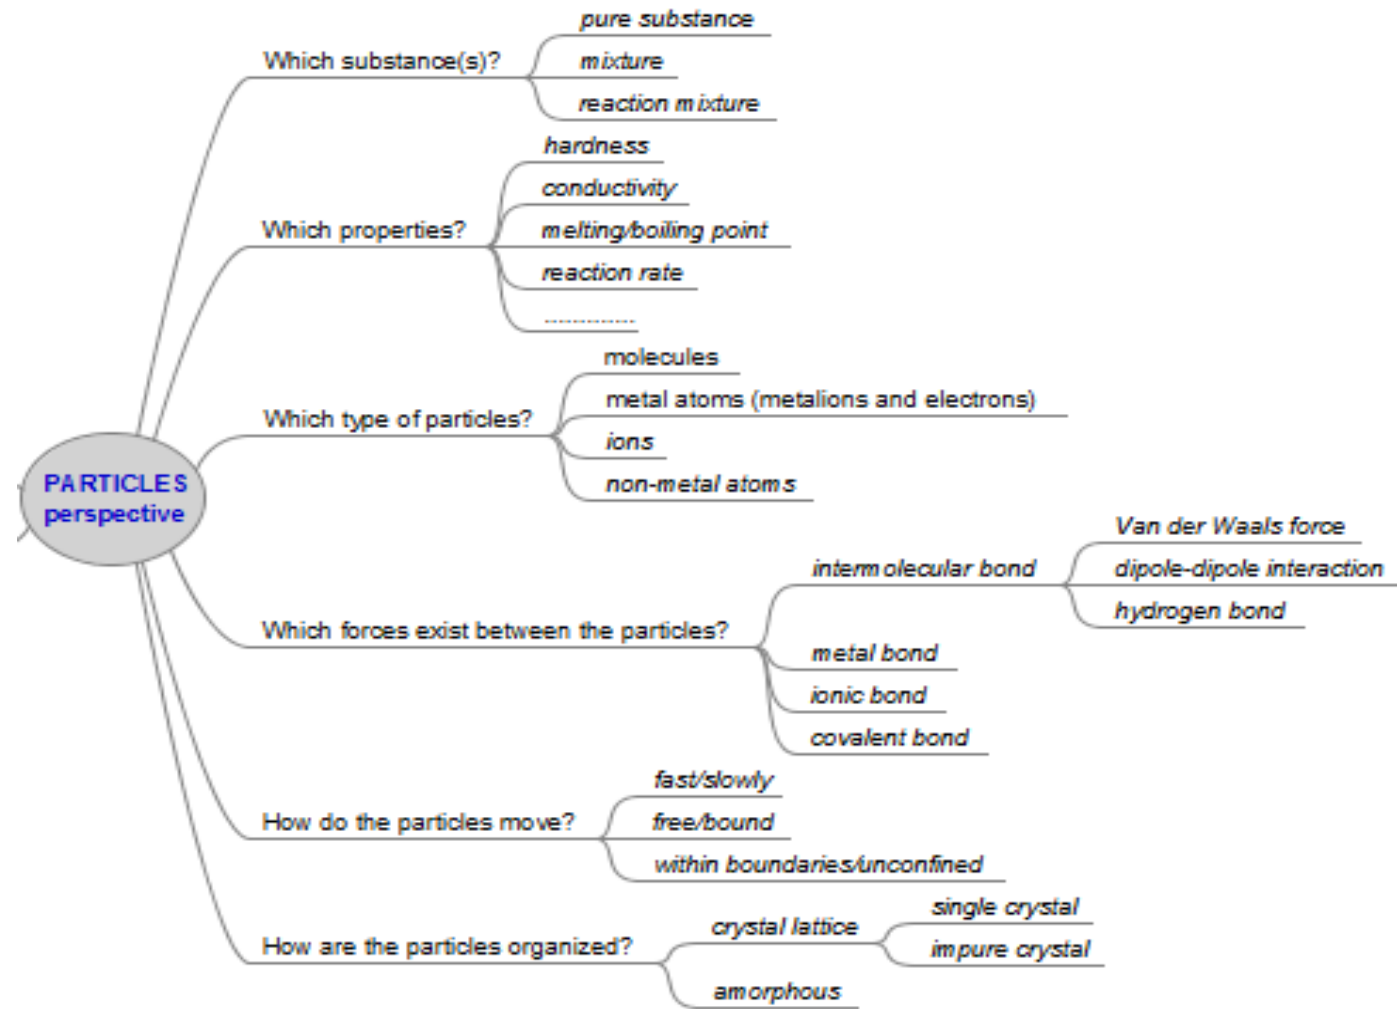 pure substance
Which substance(s)?
mixture
reaction mixture
hardness
conductivity
Which properties?
melting/boiling point
reaction rate
--------------
molecules
metal atoms (metalions and electrons)
Which type of particles?
ions
non-metal atoms
PARTICLES
perspective
Van der Waals force
intermolecular bond
dipole-dipole interaction
hydrogen bond
Which forces exist between the particles?
metal bond
ionic bond
covalent bond
fast/slowly
How do the particles move?
free/bound
within boundaries/unconfined
single crystal
crystal lattice
How are the particles organized?
impure crystal
amorphous